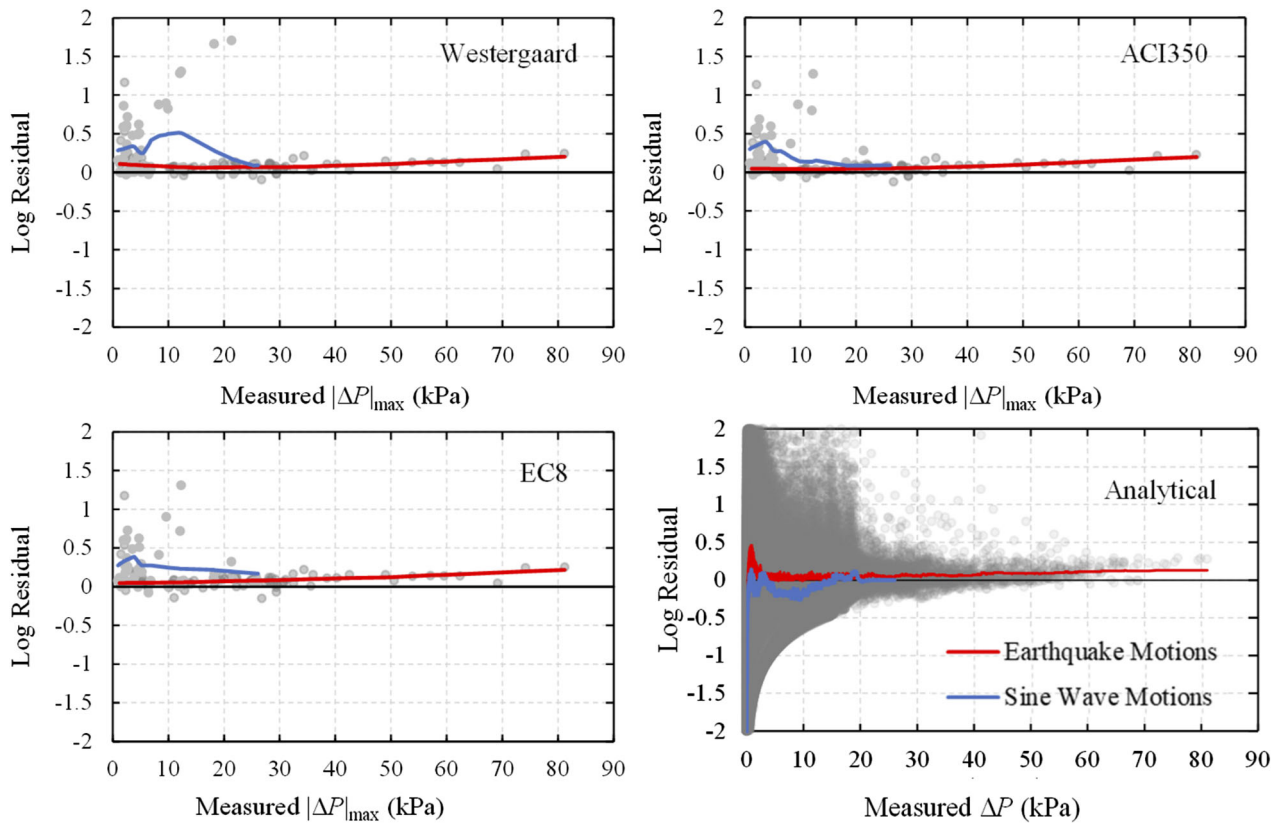 Westergaard
Log Residual
2
1.5
1
0.5
0
-0.5
-1
-1.5
-2
0 10 20 30 40 50 60 70 80 90
Measured |ΔP|max (kPa)
ACI350
Log Residual
2
1.5
1
0.5
0
-0.5
-1
-1.5
-2
0 10 20 30 40 50 60 70 80 90
Measured |ΔP|max (kPa)
EC8
Log Residual
2
1.5
1
0.5
0
-0.5
-1
-1.5
-2
0 10 20 30 40 50 60 70 80 90
Measured |ΔP|max (kPa)
Analytical
Log Residual
2
1.5
1
0.5
0
-0.5
-1
-1.5
-2
Earthquake Motions
Sine Wave Motions
0 10 20 30 40 50 60 70 80 90
Measured ΔP (kPa)